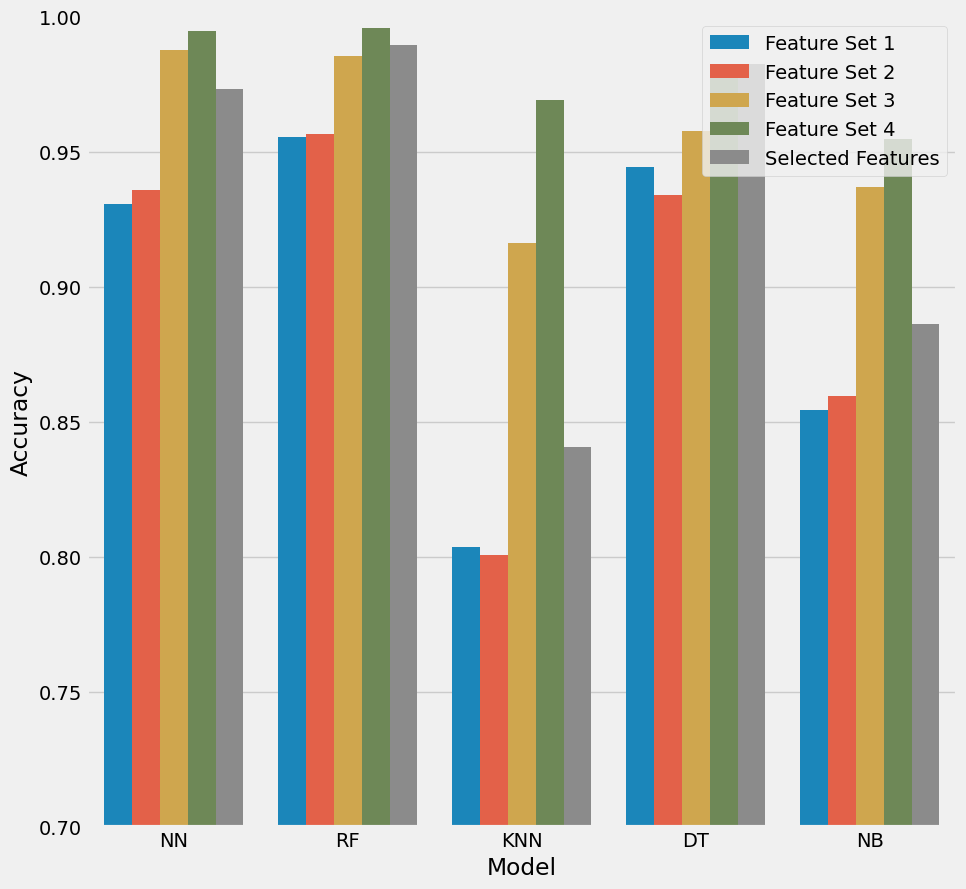 1.00
0.95
0.90
0.85
0.80
0.75
0.70
Accuracy
Feature Set 1
Feature Set 2
Feature Set 3
Feature Set 4
Selected Features
NN
RF
KNN
DT
NB
Model